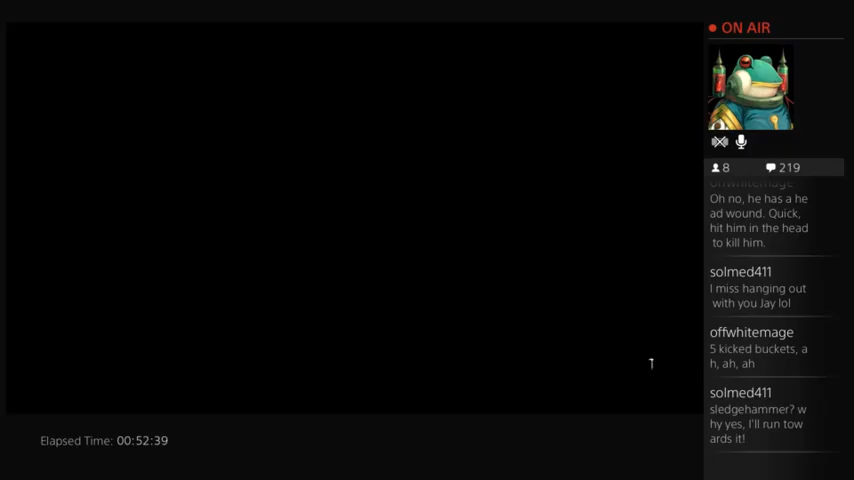 ON AIR
8 219
offwhitemage
Oh no, he has a he
ad wound. Quick,
hit him in the head
to kill him.
solmed411
I miss hanging out
with you Jay lol
offwhitemage
5 kicked buckets, a
h, ah, ah
solmed411
sledgehammer? w
hy yes, I'll run tow
ards it!
Elapsed Time: 00:52:39